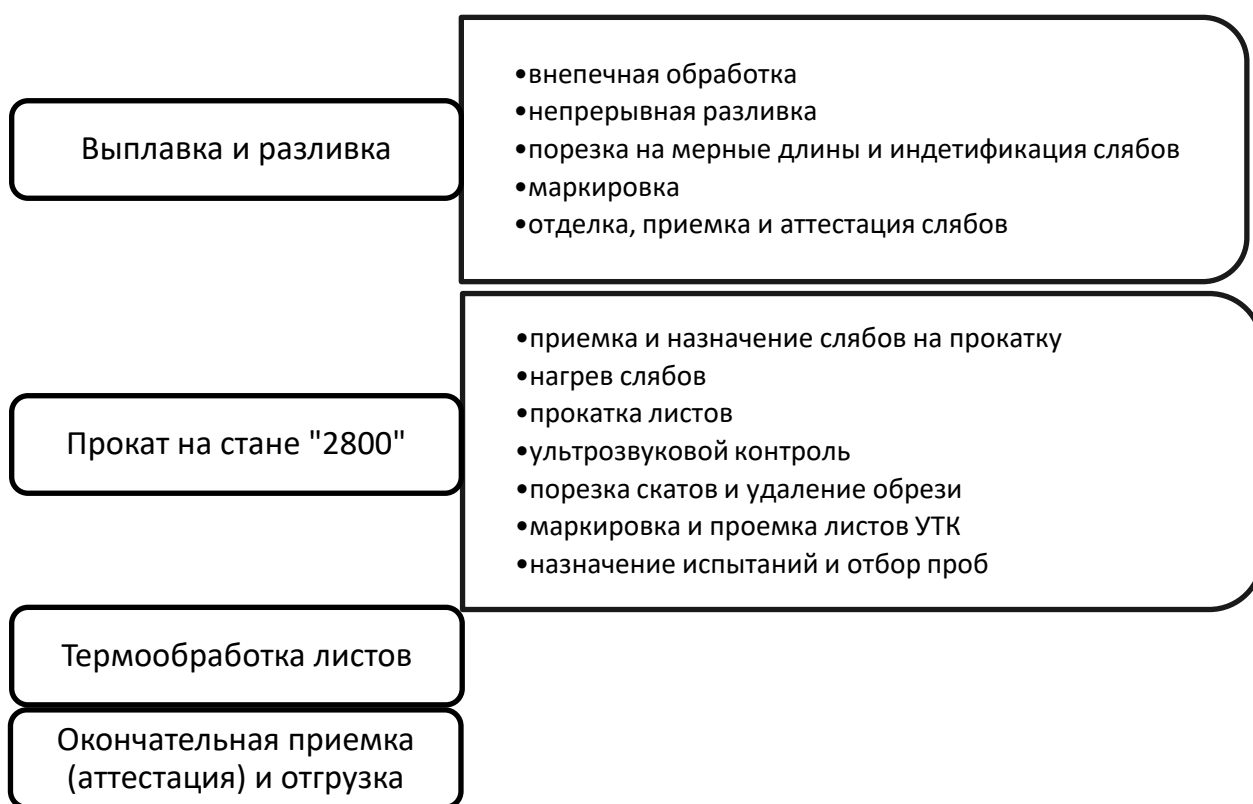 Выплавка и разливка
•внепечная обработка
•непрерывная разливка
•порезка на мерные длины и индетификация слябов
•маркировка
•отделка, приемка и аттестация слябов
Прокат на стане "2800"
•приемка и назначение слябов на прокатку
•нагрев слябов
•прокатка листов
•ультрозвуковой контроль
•порезка скатов и удаление обрези
•маркировка и проемка листов УТК
•назначение испытаний и отбор проб
Термообработка листов
Окончательная приемка
(аттестация) и отгрузка